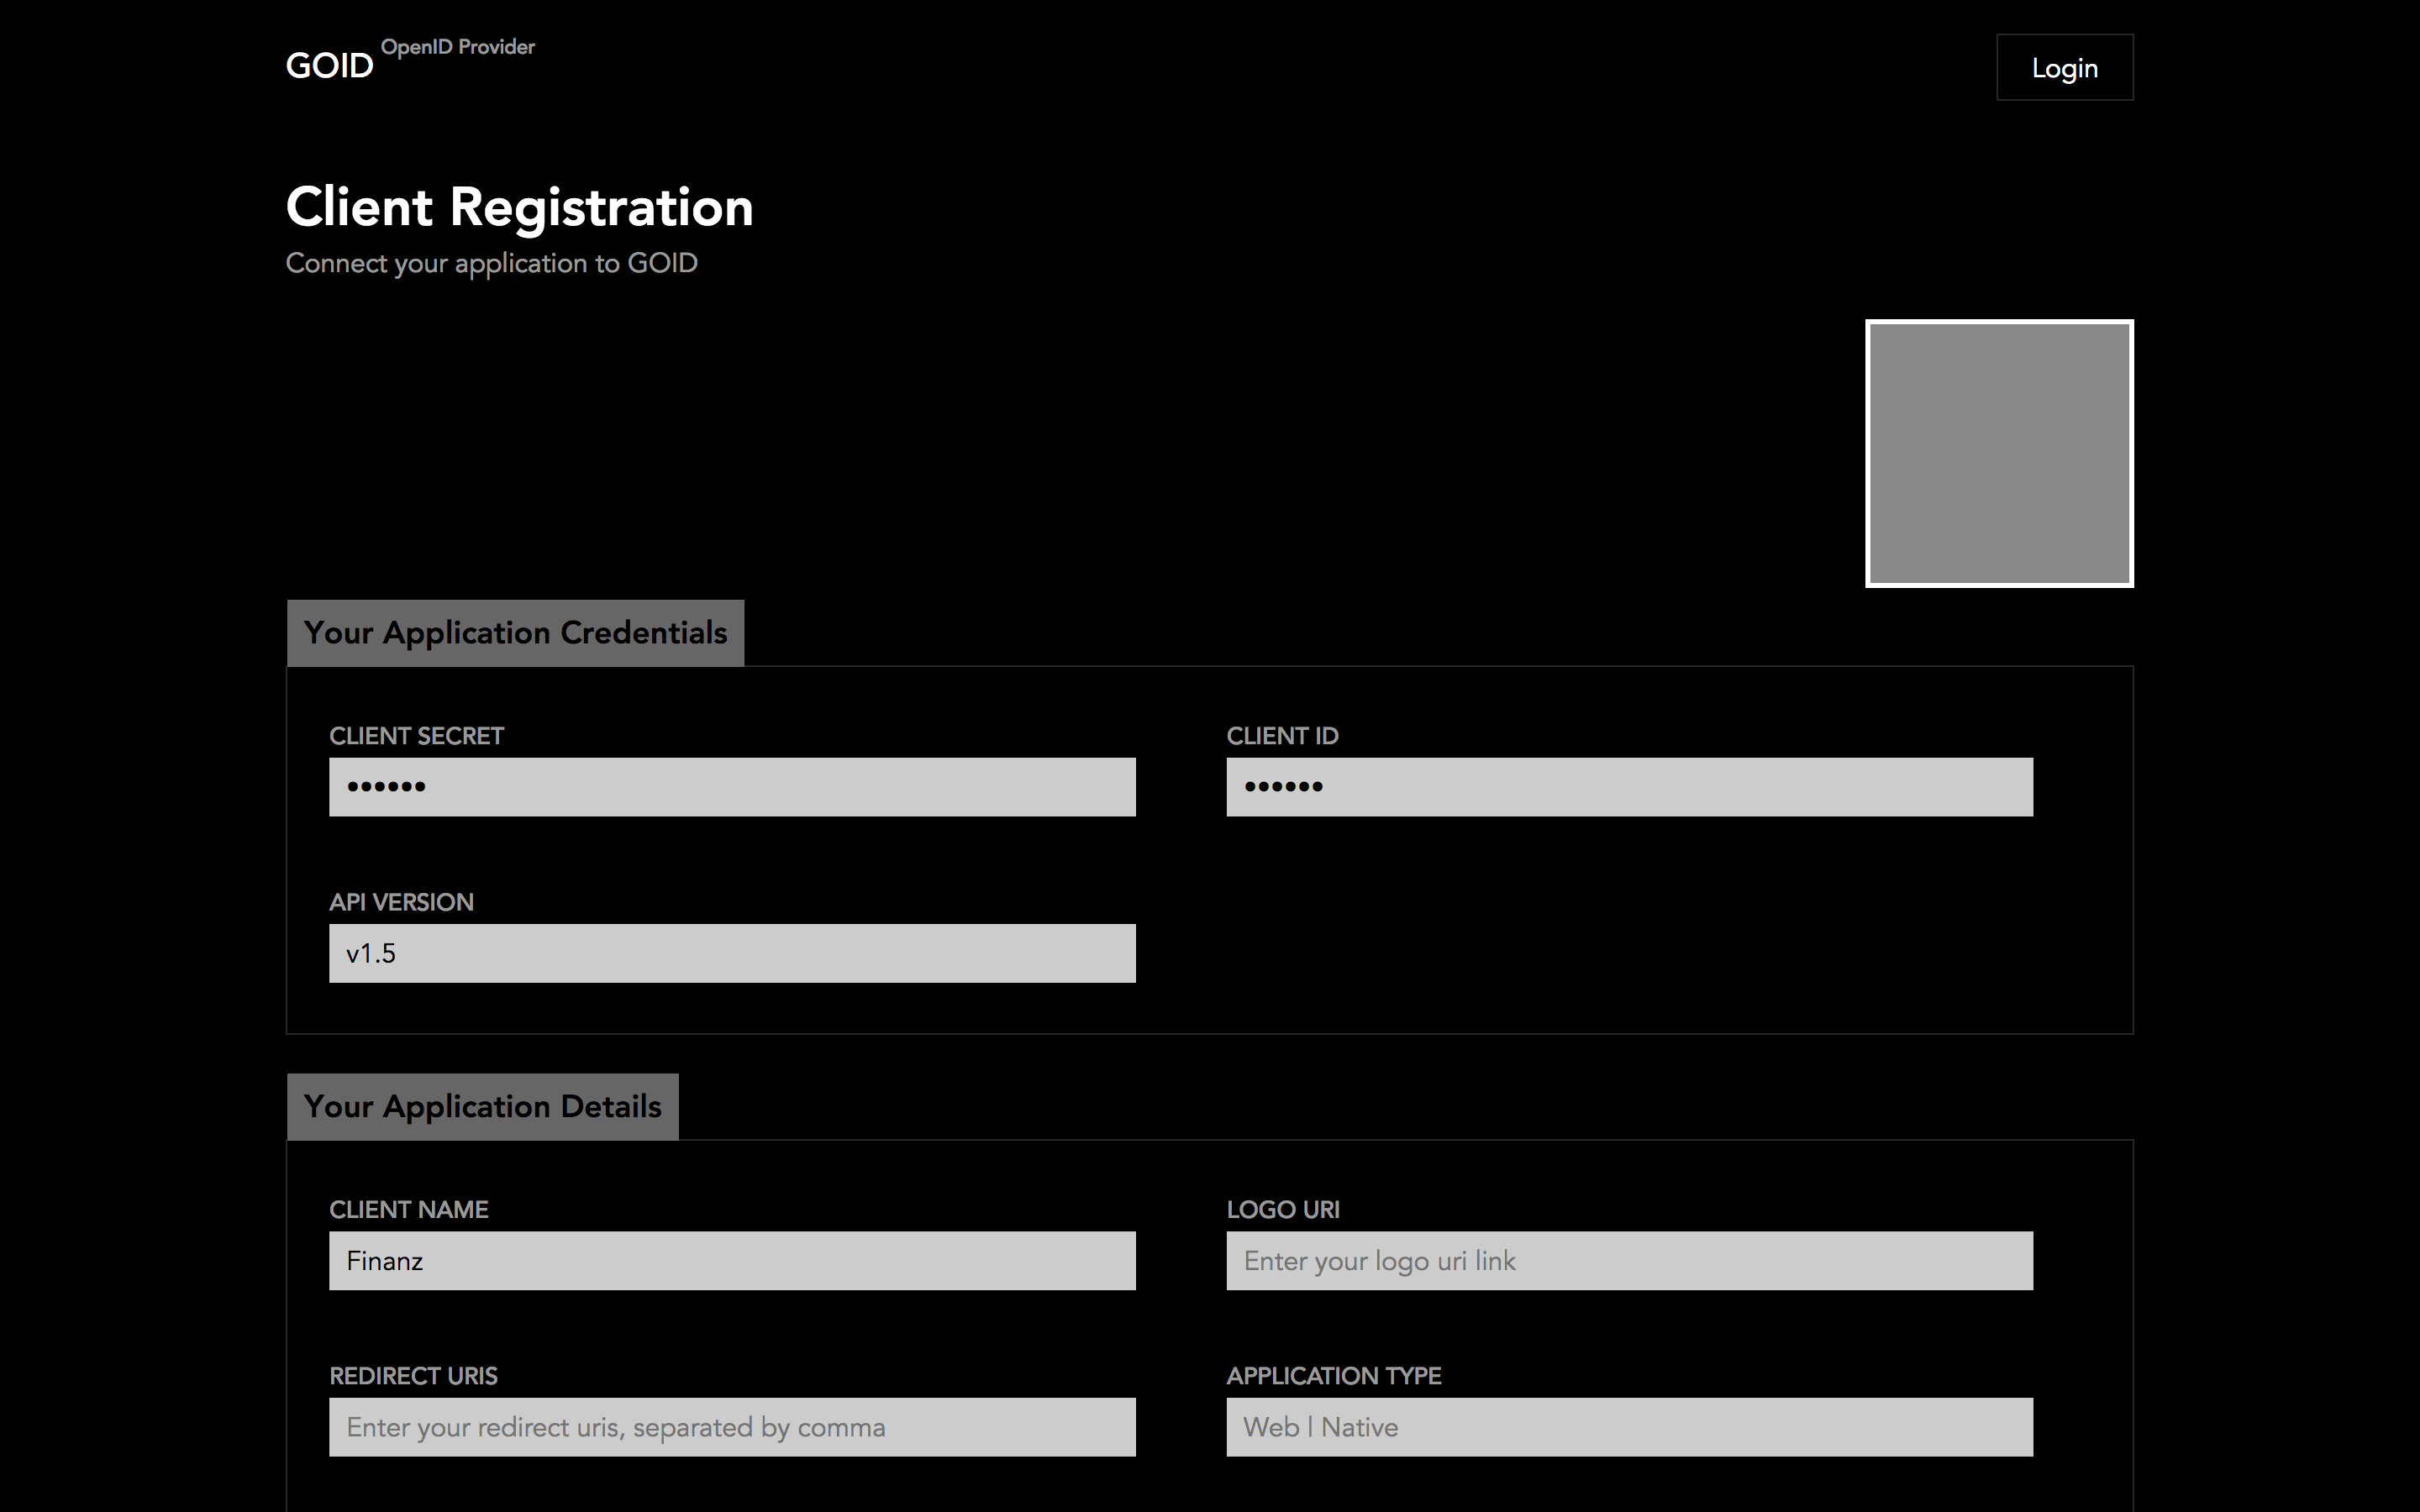 GOID OpenID Provider
Login
Client Registration
Connect your application to GOID
Your Application Credentials
CLIENT SECRET
CLIENT ID
••••••
••••••
API VERSION
v1.5
Your Application Details
CLIENT NAME
LOGO URI
Finanz
Enter your logo uri link
REDIRECT URIS
APPLICATION TYPE
Enter your redirect uris, separated by comma
Web | Native